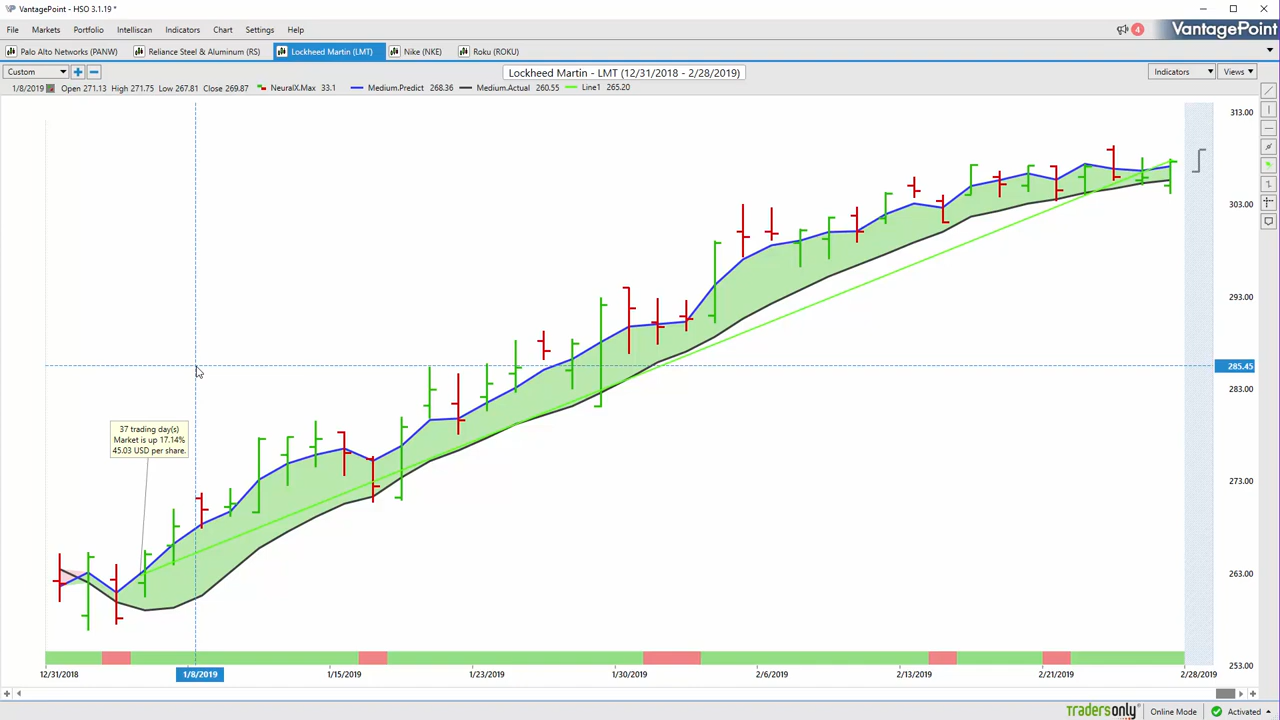 VantagePoint - HSO 3.1.19 *
File Markets Portfolio Intelliscan Indicators Chart Settings Help
4
VantagePoint
Palo Alto Networks (PANW) Reliance Steel & Aluminum (RS) Lockheed Martin (LMT) Nike (NKE) Roku (ROKU)
Custom
Lockheed Martin - LMT (12/31/2018 - 2/28/2019)
Indicators Views
1/8/2019 Open 271.13 High 271.75 Low 267.81 Close 269.87 NeuralX.Max 33.1 Medium.Predict 268.36 Medium.Actual 260.55 Line1 265.20
313.00
303.00
293.00
285.45
283.00
37 trading day(s)
Market is up 17.14%
45.03 USD per share.
273.00
263.00
253.00
12/31/2018 1/8/2019 1/15/2019 1/23/2019 1/30/2019 2/6/2019 2/13/2019 2/21/2019 2/28/2019
tradersonly Online Mode Activated